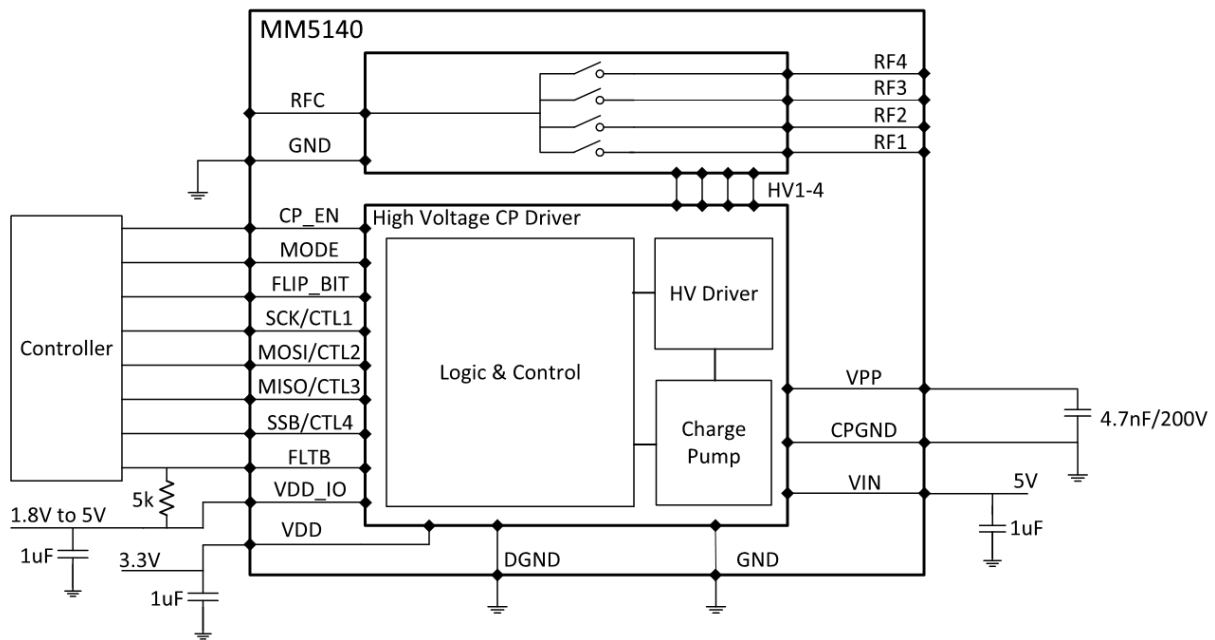 MM5140
RF4
RF3
RFC
RF2
GND
RF1
HV1-4
CP_EN
High Voltage CP Driver
MODE
FLIP_BIT
HV Driver
SCK/CTL1
Controller
MOSI/CTL2
Logic & Control
VPP
MISO/CTL3
4.7nF/200V
SSB/CTL4
Charge
Pump
CPGND
FLTB
5k
VDD_IO
VIN
5V
1.8V to 5V
1uF
VDD
1uF
3.3V
DGND
GND
1uF